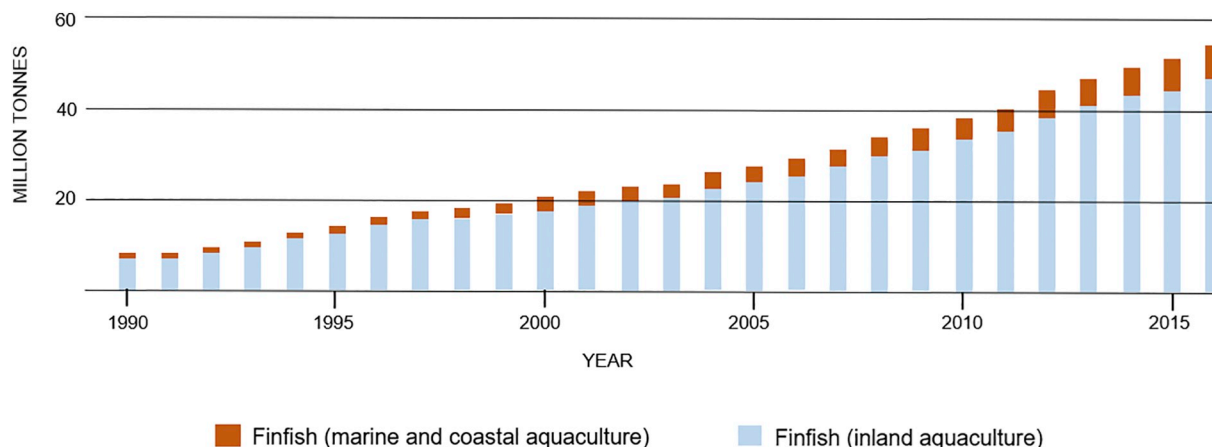 60
MILLION TONNES
40
20
1990
1995
2000
2005
2010
2015
YEAR
Finfish (marine and coastal aquaculture)
Finfish (inland aquaculture)